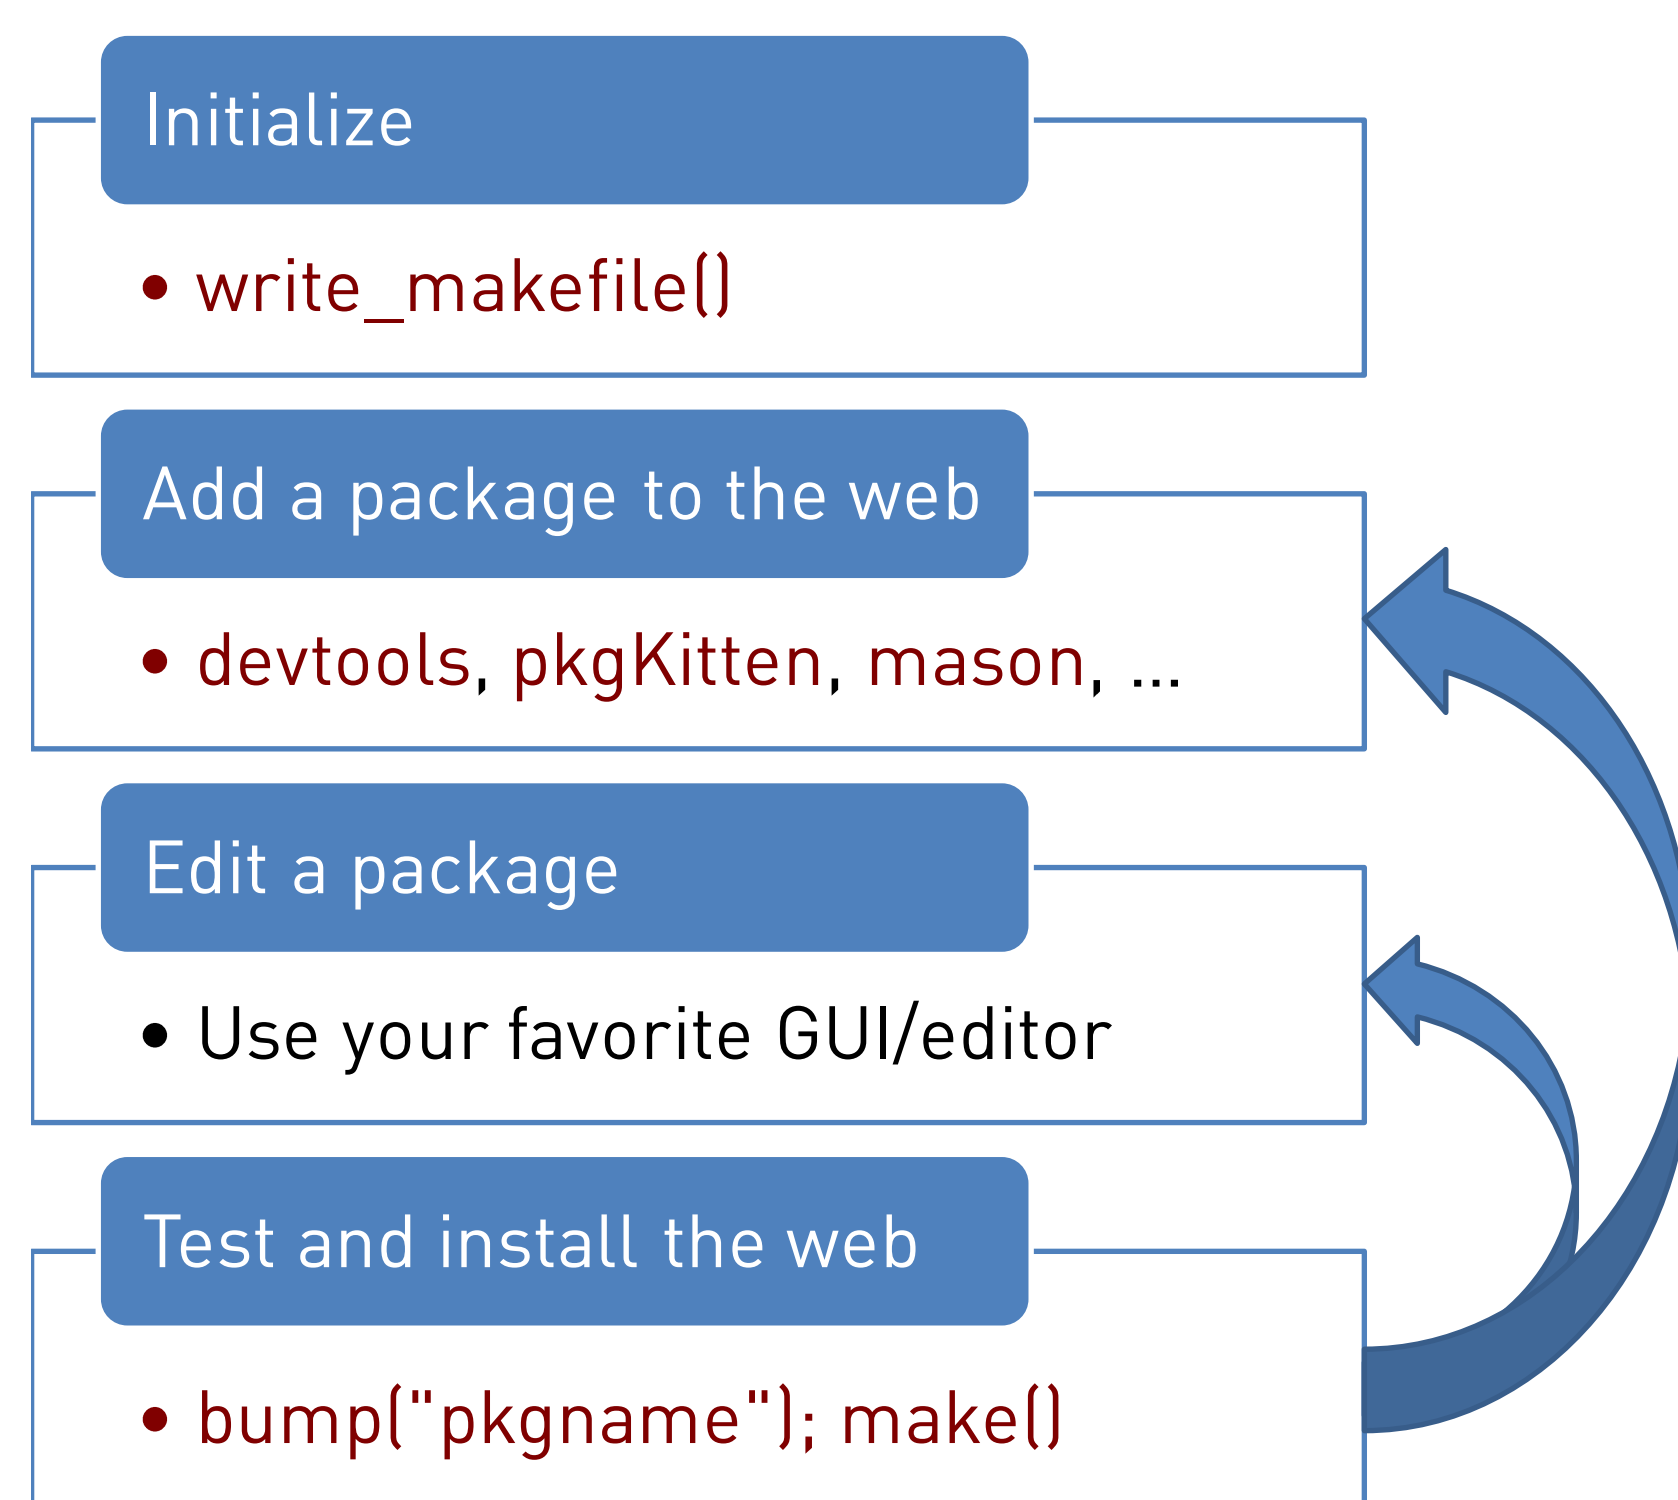 Initialize
• write_makefile()
Add a package to the web
• devtools, pkgKitten, mason, ...
Edit a package
• Use your favorite GUI/editor
Test and install the web
• bump("pkgname"); make()